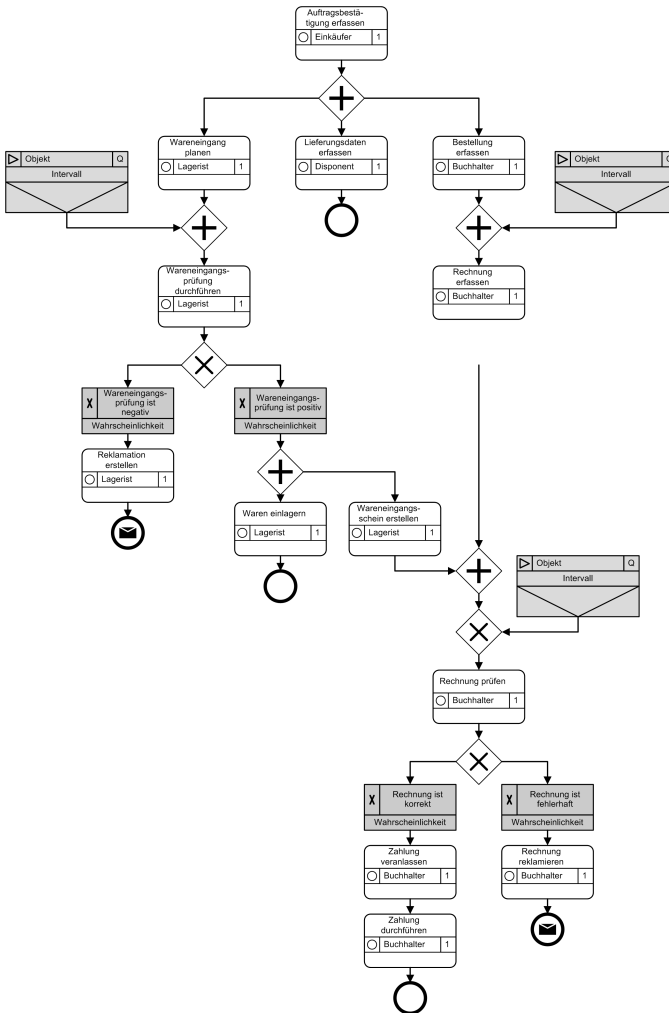 Auftragsbestä-
tigung erfassen
Einkäufer 1
Wareneingang
planen
Lagerist 1
Lieferungsdaten
erfassen
Disponent 1
Bestellung
erfassen
Buchhalter 1
Objekt Q
Intervall
Objekt Q
Intervall
Wareneingangs-
prüfung
durchführen
Lagerist 1
Rechnung
erfassen
Buchhalter 1
X Wareneingangs-
prüfung ist
negativ
Wahrscheinlichkeit
X Wareneingangs-
prüfung ist positiv
Wahrscheinlichkeit
Reklamation
erstellen
Lagerist 1
Waren einlagern
Lagerist 1
Wareneingangs-
schein erstellen
Lagerist 1
Objekt Q
Intervall
Rechnung prüfen
Buchhalter 1
X Rechnung ist
korrekt
Wahrscheinlichkeit
X Rechnung ist
fehlerhaft
Wahrscheinlichkeit
Zahlung
veranlassen
Buchhalter 1
Rechnung
reklamieren
Buchhalter 1
Zahlung
durchführen
Buchhalter 1